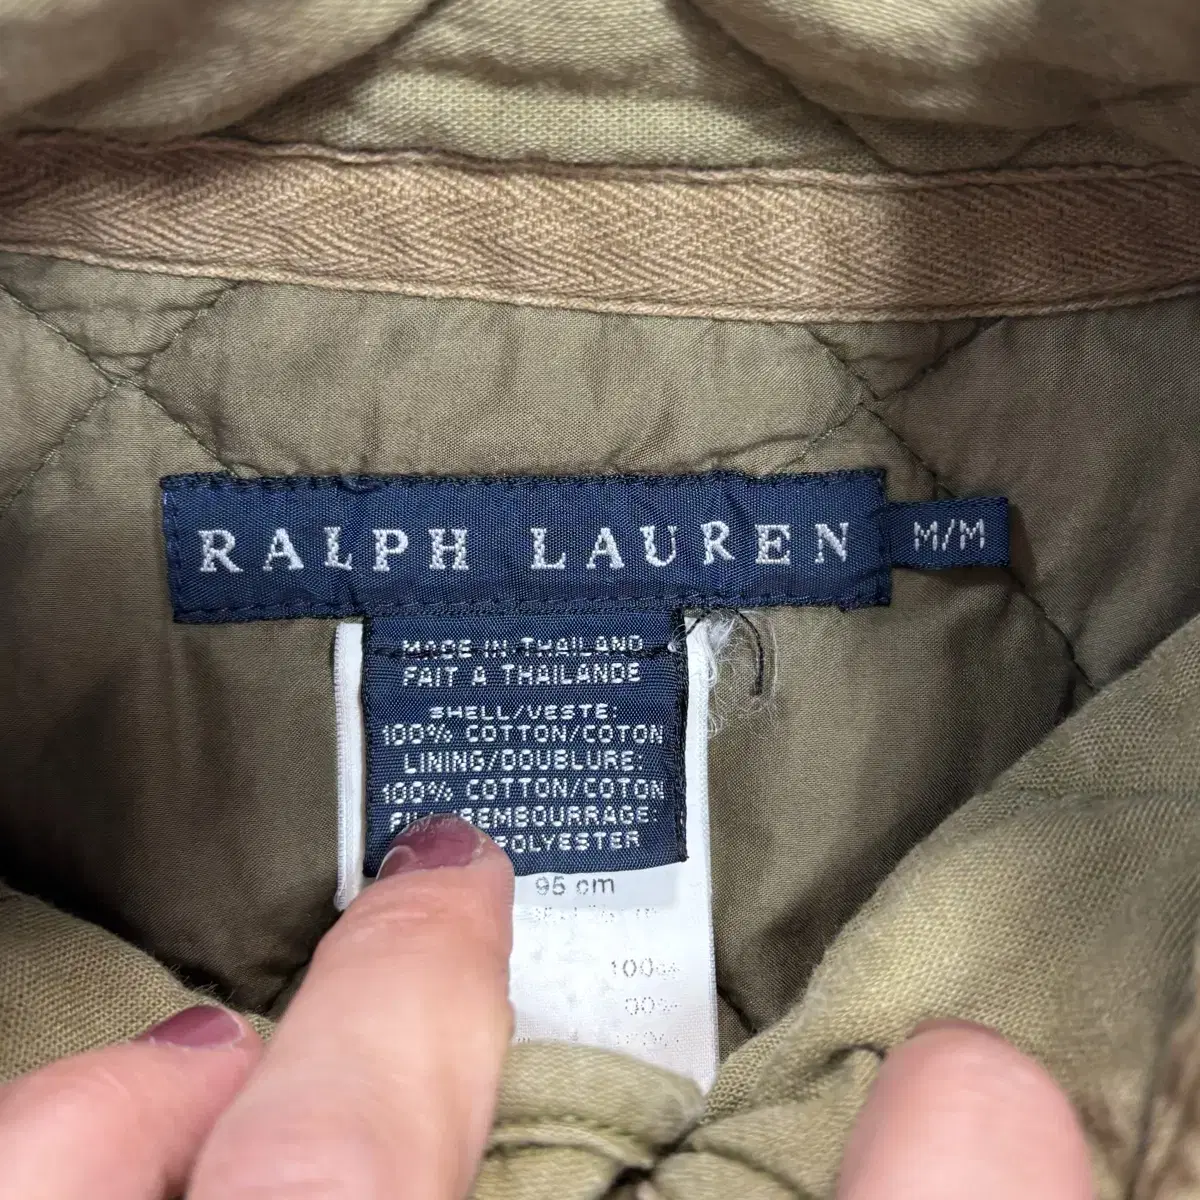 RALPH LAUREN
M/M
MADE IN THAILAND
FAIT A THAILANDE
SHELL/VESTE:
100% COTTON/COTON
LINING/DOUBLURE:
100% COTTON/COTON
POLYESTER
95 cm